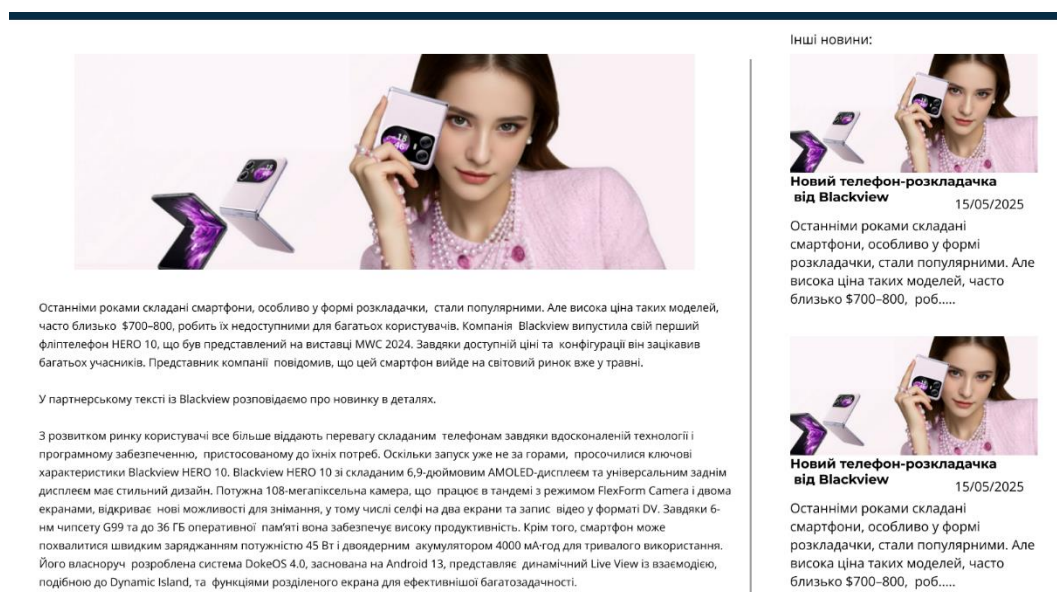 Останніми роками складані смартфони, особливо у формі розкладачки, стали популярними. Але висока ціна таких моделей,
часто близько $700–800, робить їх недоступними для багатьох користувачів. Компанія Blackview випустила свій перший
фліптелефон HERO 10, що був представлений на виставці MWC 2024. Завдяки доступній ціні та конфігурації він зацікавив
багатьох учасників. Представник компанії повідомив, що цей смартфон вийде на світовий ринок вже у травні.
У партнерському тексті із Blackview розповідаємо про новинку в деталях.
З розвитком ринку користувачі все більше віддають перевагу складаним телефонам завдяки вдосконаленій технології і
програмному забезпеченню, пристосованому до їхніх потреб. Оскільки запуск уже не за горами, просочилися ключові
характеристики Blackview HERO 10. Blackview HERO 10 зі складаним 6,9-дюймовим AMOLED-дисплеєм та універсальним заднім
дисплеєм має стильний дизайн. Потужна 108-мегапіксельна камера, що працює в тандемі з режимом FlexForm Camera і двома
екранами, відкриває нові можливості для знімання, у тому числі селфі на два екрани та запис відео у форматі DV. Завдяки 6-
нм чипсету G99 та до 36 ГБ оперативної пам'яті вона забезпечує високу продуктивність. Крім того, смартфон може
похвалитися швидким заряджанням потужністю 45 Вт і двоядерним акумулятором 4000 мА·год для тривалого використання.
Його власноруч розроблена система DokeOS 4.0, заснована на Android 13, представляє динамічний Live View із взаємодією,
подібною до Dynamic Island, та функціями розділеного екрана для ефективнішої багатозадачності.
Інші новини:
Новий телефон-розкладачка
від Blackview
15/05/2025
Останніми роками складані
смартфони, особливо у формі
розкладачки, стали популярними. Але
висока ціна таких моделей, часто
близько $700–800, роб.....
Новий телефон-розкладачка
від Blackview
15/05/2025
Останніми роками складані
смартфони, особливо у формі
розкладачки, стали популярними. Але
висока ціна таких моделей, часто
близько $700–800, роб.....